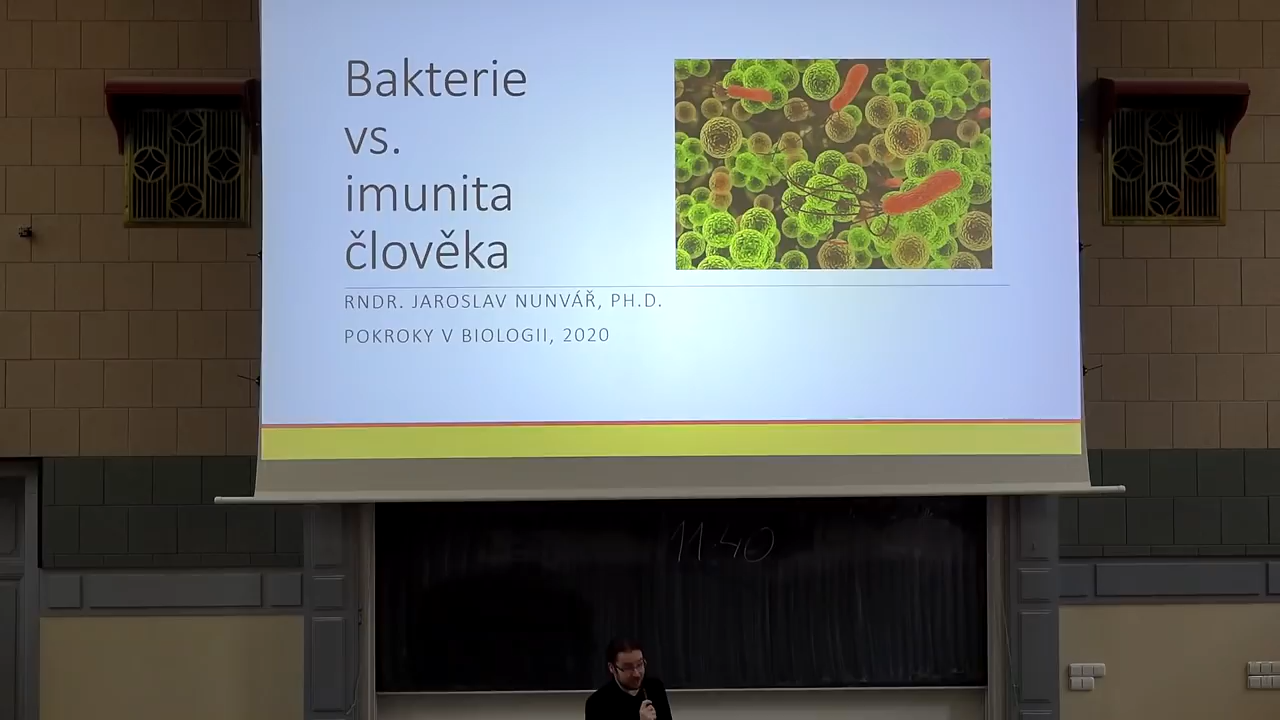 Bakterie
vs.
imunita
člověka
RNDR. JAROSLAV NUNVÁŘ, PH.D.
POKROKY V BIOLOGII, 2020
11:40